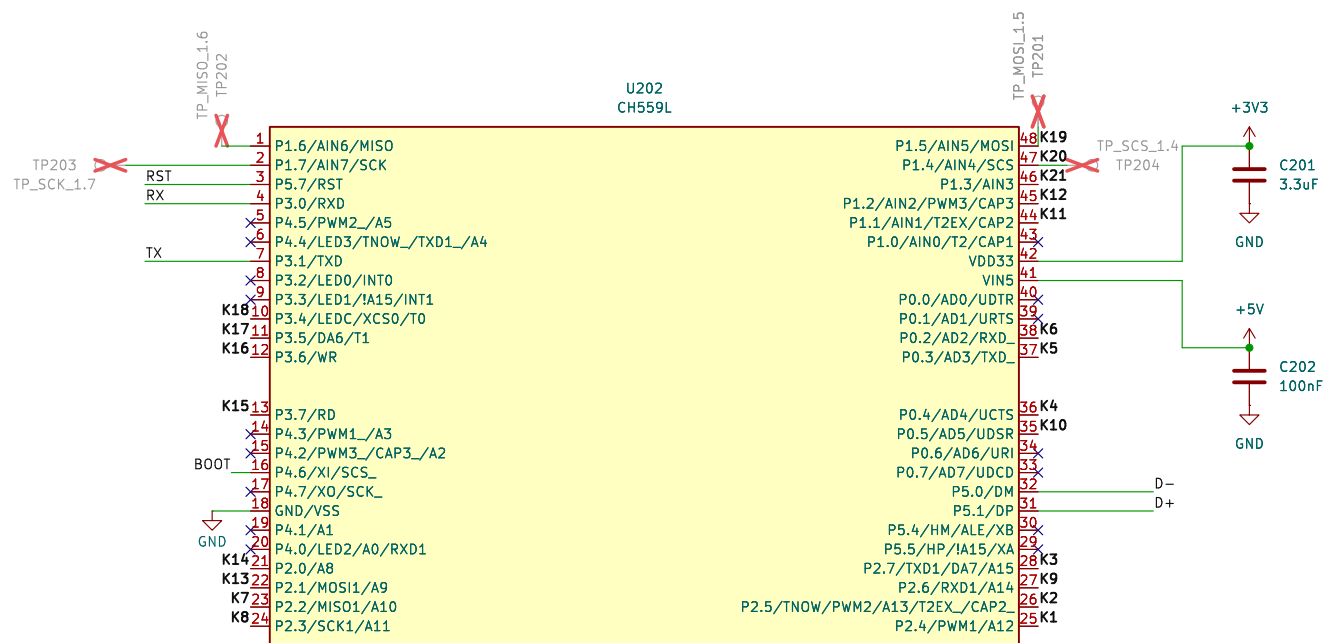 TP_MISO_1.6
TP202
TP_MOSI_1.5
TP201
U202
CH559L
TP203
TP_SCK_1.7
TP_SCS_1.4
TP204
1 P1.6/AIN6/MISO
2 P1.7/AIN7/SCK
RST 3 P5.7/RST
RX 4 P3.0/RXD
5 P4.5/PWM2_/A5
6 P4.4/LED3/TNOW_/TXD1_/A4
TX 7 P3.1/TXD
8 P3.2/LED0/INT0
9 P3.3/LED1/!A15/INT1
K18 10 P3.4/LEDC/XCS0/T0
K17 11 P3.5/DA6/T1
K16 12 P3.6/WR
K15 13 P3.7/RD
14 P4.3/PWM1_/A3
15 P4.2/PWM3_/CAP3_/A2
BOOT 16 P4.6/XI/SCS_
17 P4.7/XO/SCK_
18 GND/VSS
GND
19 P4.1/A1
20 P4.0/LED2/A0/RXD1
K14 21 P2.0/A8
K13 22 P2.1/MOSI1/A9
K7 23 P2.2/MISO1/A10
K8 24 P2.3/SCK1/A11
P1.5/AIN5/MOSI 48 K19
P1.4/AIN4/SCS 47 K20
P1.3/AIN3 46 K21
P1.2/AIN2/PWM3/CAP3 45 K12
P1.1/AIN1/T2EX/CAP2 44 K11
P1.0/AIN0/T2/CAP1 43
VDD33 42
VIN5 41
P0.0/AD0/UDTR 40
P0.1/AD1/URTS 39
P0.2/AD2/RXD_ 38 K6
P0.3/AD3/TXD_ 37 K5
P0.4/AD4/UCTS 36 K4
P0.5/AD5/UDSR 35 K10
P0.6/AD6/URI 34
P0.7/AD7/UDCD 33
P5.0/DM 32 D-
P5.1/DP 31 D+
P5.4/HM/ALE/XB 30
P5.5/HP/!A15/XA 29
P2.7/TXD1/DA7/A15 28 K3
P2.6/RXD1/A14 27 K9
P2.5/TNOW/PWM2/A13/T2EX_/CAP2_ 26 K2
P2.4/PWM1/A12 25 K1
+3V3
C201
3.3uF
GND
+5V
C202
100nF
GND